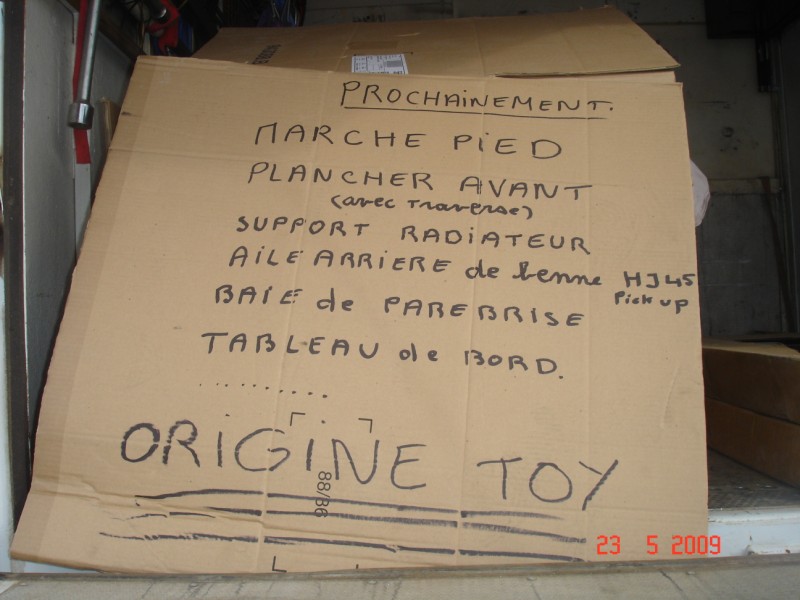 PROCHAINEMENT.
MARCHE PIED
PLANCHER AVANT
(avec traverse)
SUPPORT RADIATEUR
AILE ARRIERE de benne HJ45
Pick up
BAIE de PAREBRISE
TABLEAU de BORD.
..........
ORIGINE TOY
88/86
23 5 2009